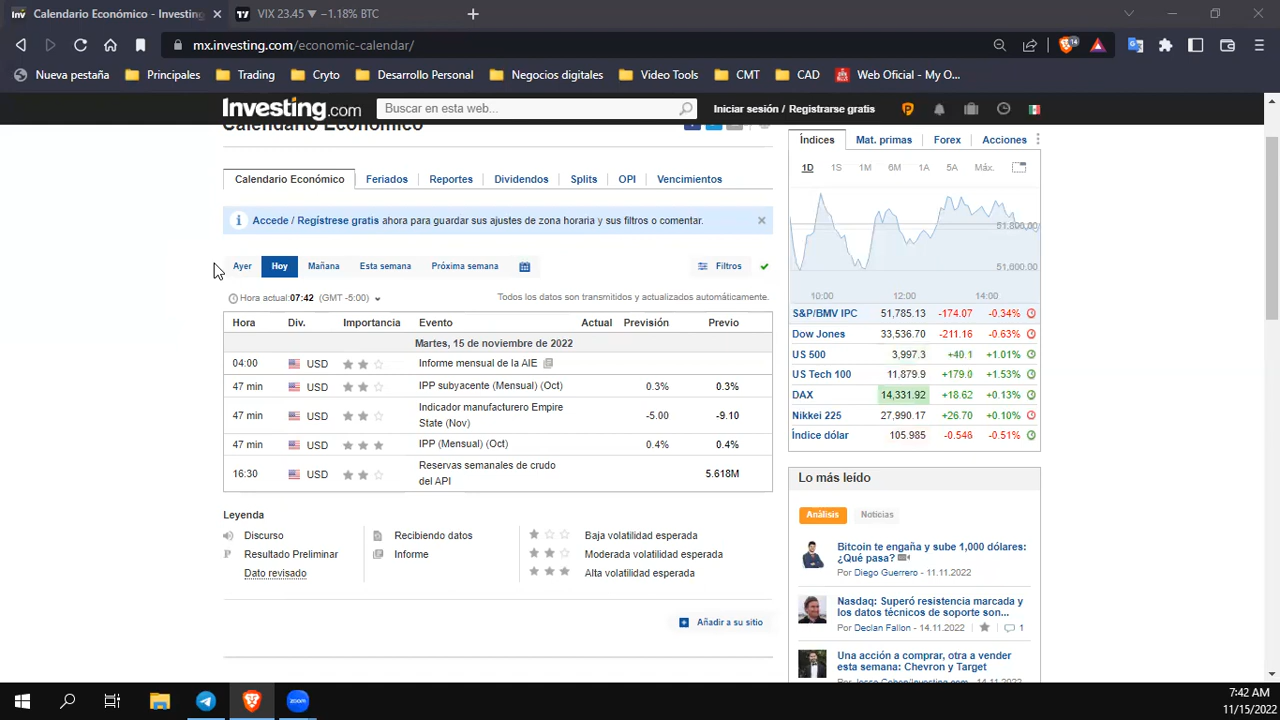 Calendario Económico - Investing
VIX 23.45 ▼ −1.18% BTC
mx.investing.com/economic-calendar/
14
Nueva pestaña
Principales
Trading
Cryto
Desarrollo Personal
Negocios digitales
Video Tools
CMT
CAD
Web Oficial - My O...
Investing.com
Buscar en esta web...
Iniciar sesión / Registrarse gratis
Calendario Económico
Calendario Económico Feriados Reportes Dividendos Splits OPI Vencimientos
Accede / Regístrese gratis ahora para guardar sus ajustes de zona horaria y sus filtros o comentar.
Ayer Hoy Mañana Esta semana Próxima semana Filtros
Hora actual:07:42 (GMT -5:00) Todos los datos son transmitidos y actualizados automáticamente.
Hora Div. Importancia Evento Actual Previsión Previo
Martes, 15 de noviembre de 2022
04:00 USD Informe mensual de la AIE
47 min USD IPP subyacente (Mensual) (Oct) 0.3% 0.3%
47 min USD Indicador manufacturero Empire State (Nov) -5.00 -9.10
47 min USD IPP (Mensual) (Oct) 0.4% 0.4%
16:30 USD Reservas semanales de crudo del API 5.618M
Leyenda
Discurso Recibiendo datos Baja volatilidad esperada
P Resultado Preliminar Informe Moderada volatilidad esperada
Dato revisado Alta volatilidad esperada
Añadir a su sitio
Índices Mat. primas Forex Acciones
1D 1S 1M 6M 1A 5A Máx.
51,800.00
51,600.00
10:00 12:00 14:00
S&P/BMV IPC 51,785.13 -174.07 -0.34%
Dow Jones 33,536.70 -211.16 -0.63%
US 500 3,997.3 +40.1 +1.01%
US Tech 100 11,879.9 +179.0 +1.53%
DAX 14,331.92 +18.62 +0.13%
Nikkei 225 27,990.17 +26.70 +0.10%
Índice dólar 105.985 -0.546 -0.51%
Lo más leído
Análisis Noticias
Bitcoin te engaña y sube 1,000 dólares:
¿Qué pasa?
Por Diego Guerrero - 11.11.2022
Nasdaq: Superó resistencia marcada y
los datos técnicos de soporte son...
Por Declan Fallon - 14.11.2022 1
Una acción a comprar, otra a vender
esta semana: Chevron y Target
zoom
7:42 AM
11/15/2022